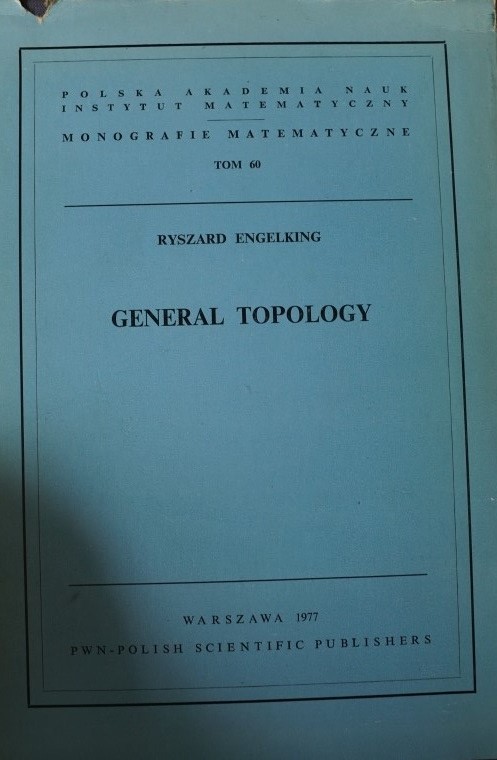 POLSKA AKADEMIA NAUK
INSTYTUT MATEMATYCZNY
MONOGRAFIE MATEMATYCZNE
TOM 60
RYSZARD ENGELKING
GENERAL TOPOLOGY
WARSZAWA 1977
PWN-POLISH SCIENTIFIC PUBLISHERS